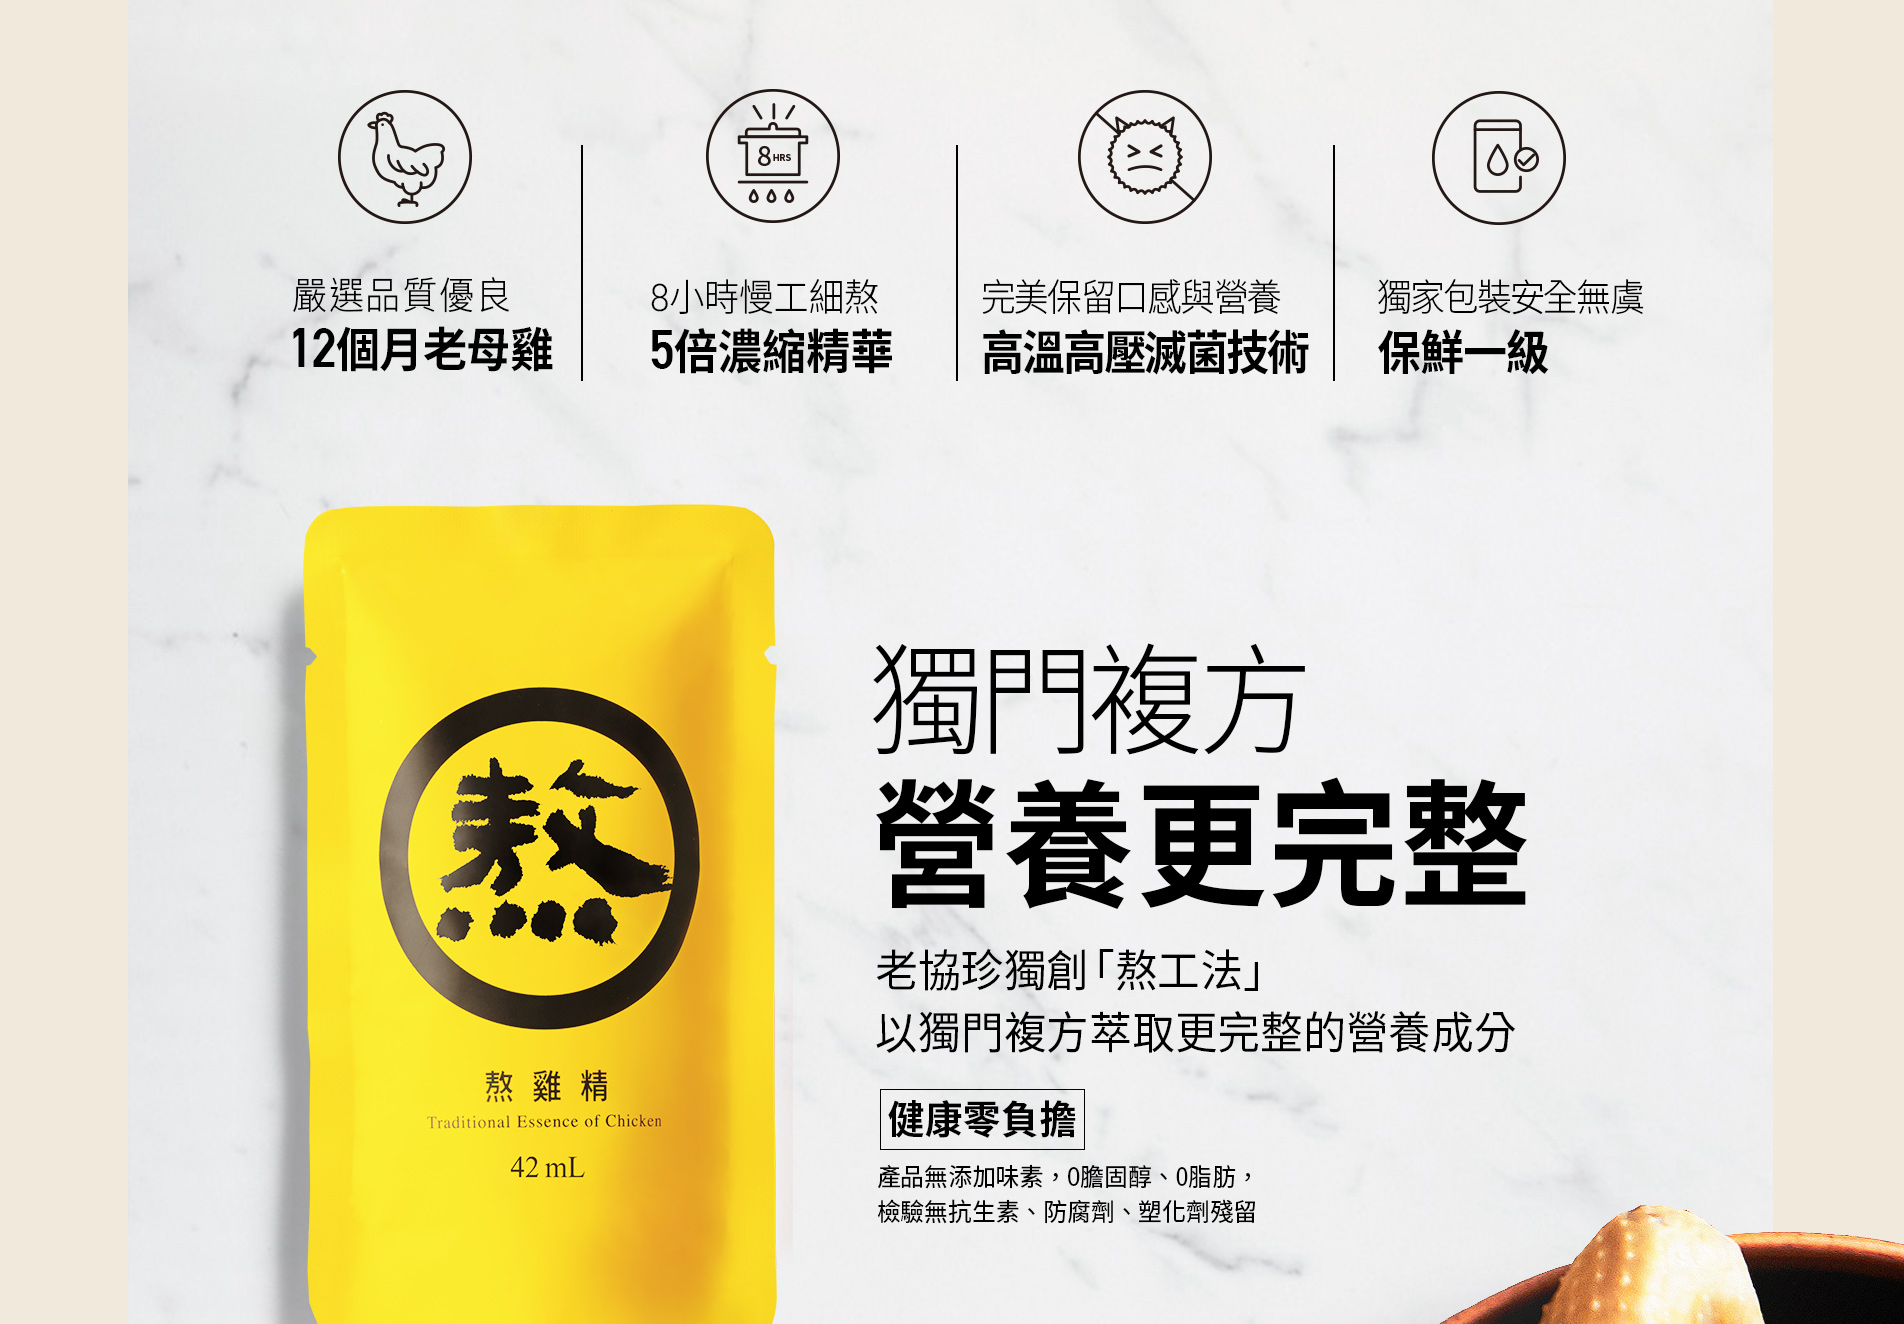 8HRS
嚴選品質優良
12個月老母雞
8小時慢工細熬
5倍濃縮精華
完美保留口感與營養
高溫高壓滅菌技術
獨家包裝安全無虞
保鮮一級
熬
熬雞精
Traditional Essence of Chicken
42 mL
獨門複方
營養更完整
老協珍獨創「熬工法」
以獨門複方萃取更完整的營養成分
健康零負擔
產品無添加味素，0膽固醇、0脂肪，
檢驗無抗生素、防腐劑、塑化劑殘留